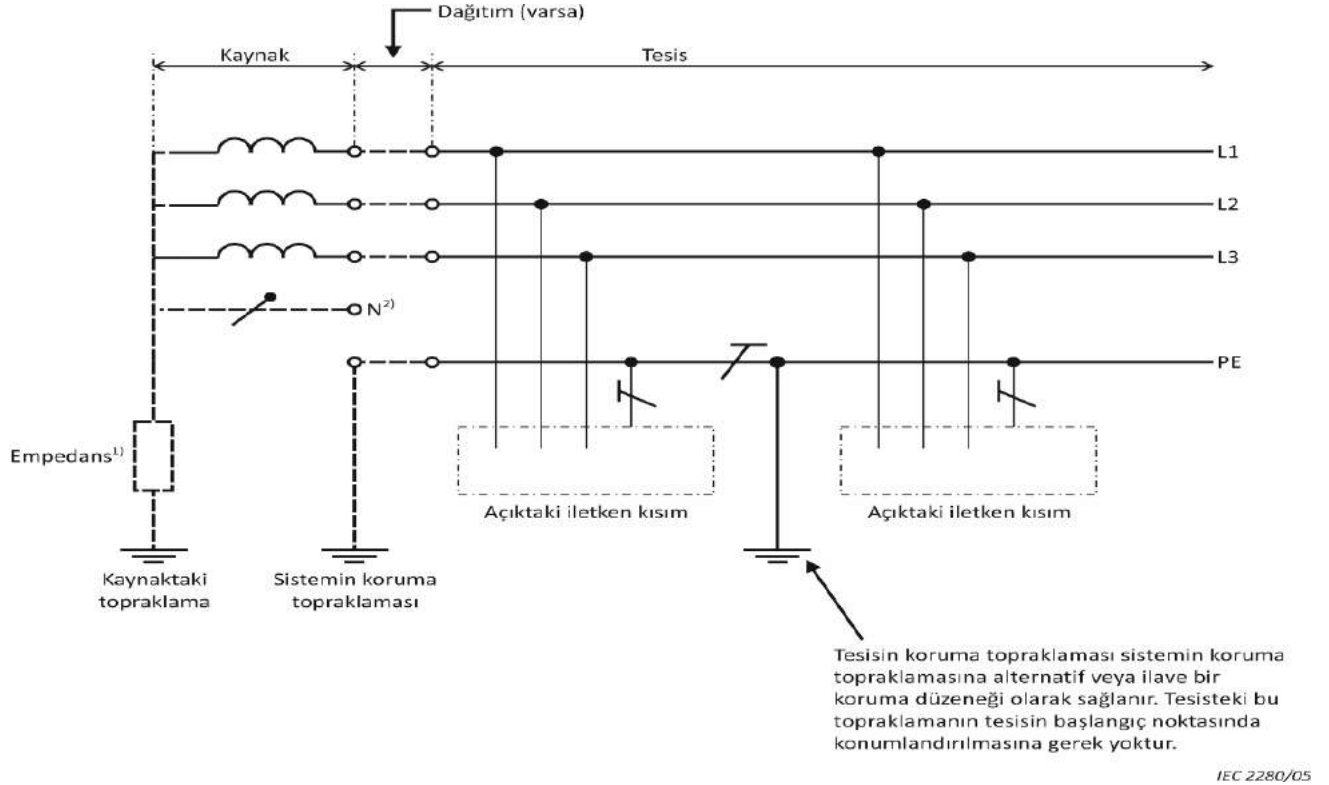 Dağıtım (varsa)
Kaynak
Tesis
L1
L2
L3
N²⁾
PE
Empedans¹⁾
Açıktaki iletken kısım
Açıktaki iletken kısım
Kaynaktaki
topraklama
Sistemin koruma
topraklaması
Tesisin koruma topraklaması sistemin koruma
topraklamasına alternatif veya ilave bir
koruma düzeneği olarak sağlanır. Tesisteki bu
topraklamanın tesisin başlangıç noktasında
konumlandırılmasına gerek yoktur.
IEC 2280/05